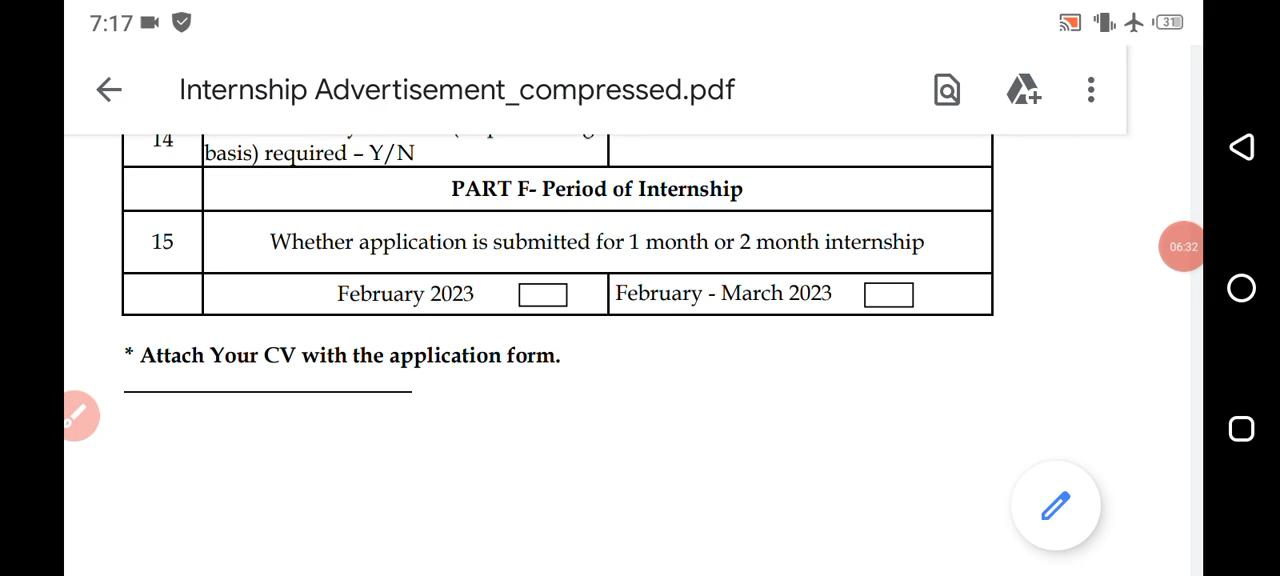 7:17
31
Internship Advertisement_compressed.pdf
14
basis) required – Y/N
PART F- Period of Internship
15 Whether application is submitted for 1 month or 2 month internship
February 2023 February - March 2023
06:32
* Attach Your CV with the application form.